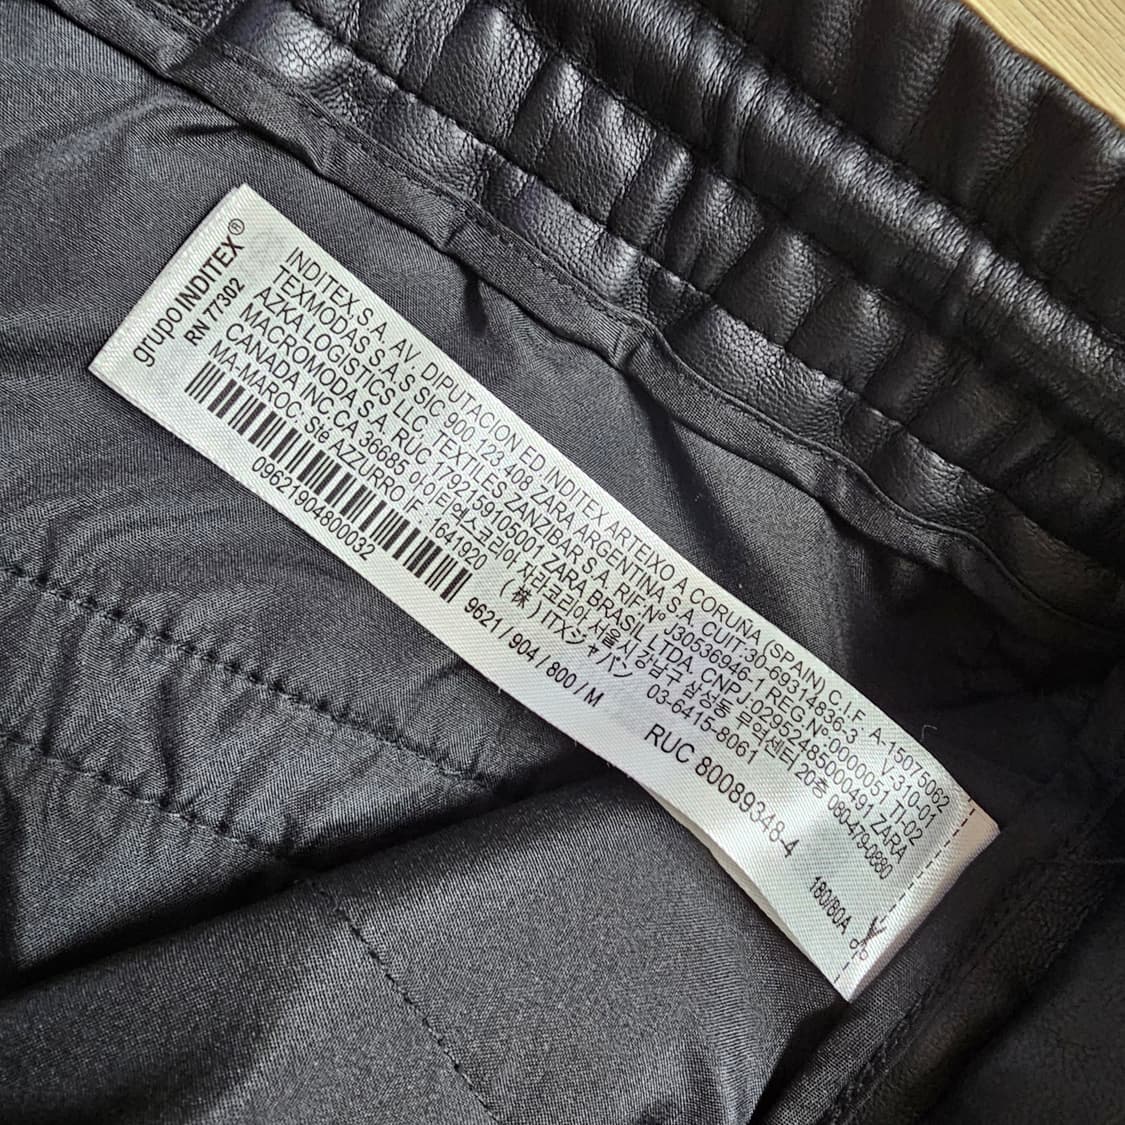 grupo INDITEX®
RN 77302
INDITEX S.A. AV. DIPUTACION ED.INDITEX ARTEIXO A CORUÑA (SPAIN) C.I.F. A-15075062
TEXMODAS S.A.S SIC 900.123.408 ZARA ARGENTINA S.A. CUIT:30-69314836-3 V-310-01
AZKA LOGISTICS LLC, TEXTILES ZANZIBAR S.A. RIF.Nº J30536946-1 REG.Nº:0000051 TI-02
MACROMODA S.A. RUC 1792159105001 ZARA BRASIL LTDA. CNPJ:02952485000491 ZARA
CANADA INC.CA 36665 아이티엑스코리아 자라코리아 서울시 강남구 삼성동 무역센터 20층 080-479-0880
MA-MAROC: Sté AZZURRO IF: 1641920 (株) ITXジャパン 03-6415-8061
09621904800032
9621 / 904 / 800 / M
RUC 80089348-4
180/80A